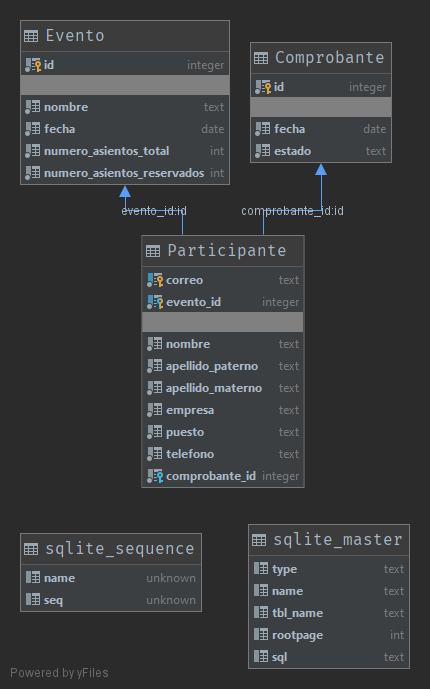 Evento
id integer
nombre text
fecha date
numero_asientos_total int
numero_asientos_reservados int
Comprobante
id integer
fecha date
estado text
evento_id:id
comprobante_id:id
Participante
correo text
evento_id integer
nombre text
apellido_paterno text
apellido_materno text
empresa text
puesto text
telefono text
comprobante_id integer
sqlite_sequence
name unknown
seq unknown
sqlite_master
type text
name text
tbl_name text
rootpage int
sql text
Powered by yFiles